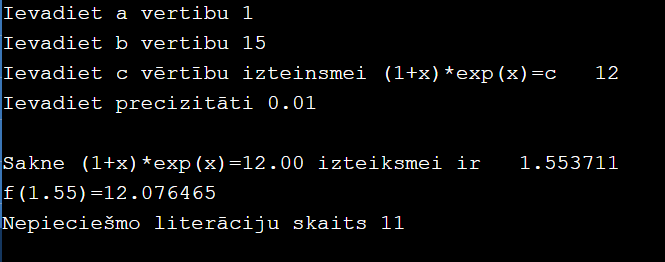 Ievadiet a vertibu 1
Ievadiet b vertibu 15
Ievadiet c vērtību izteinsmei (1+x)*exp(x)=c   12
Ievadiet precizitāti 0.01
Sakne (1+x)*exp(x)=12.00 izteiksmei ir   1.553711
f(1.55)=12.076465
Nepieciešmo literāciju skaits 11